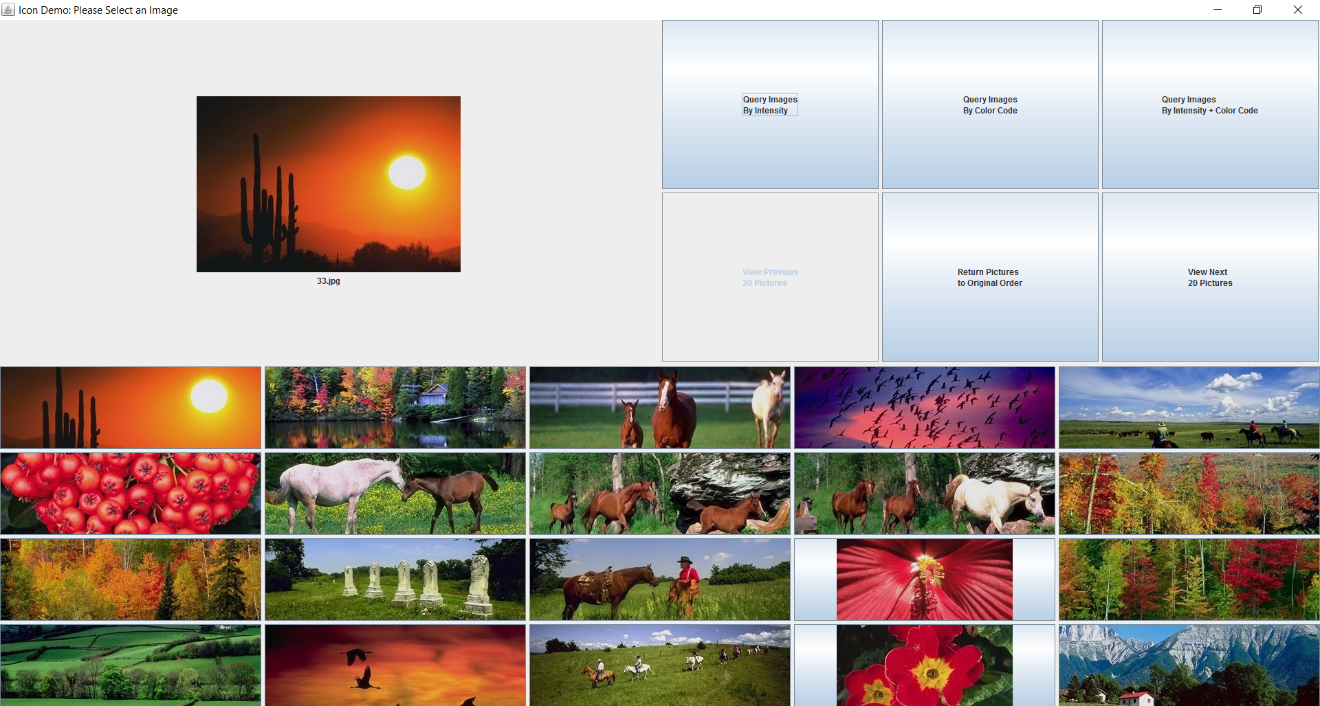 Icon Demo: Please Select an Image
Query Images
By Intensity
Query Images
By Color Code
Query Images
By Intensity + Color Code
33.jpg
View Previous
20 Pictures
Return Pictures
to Original Order
View Next
20 Pictures